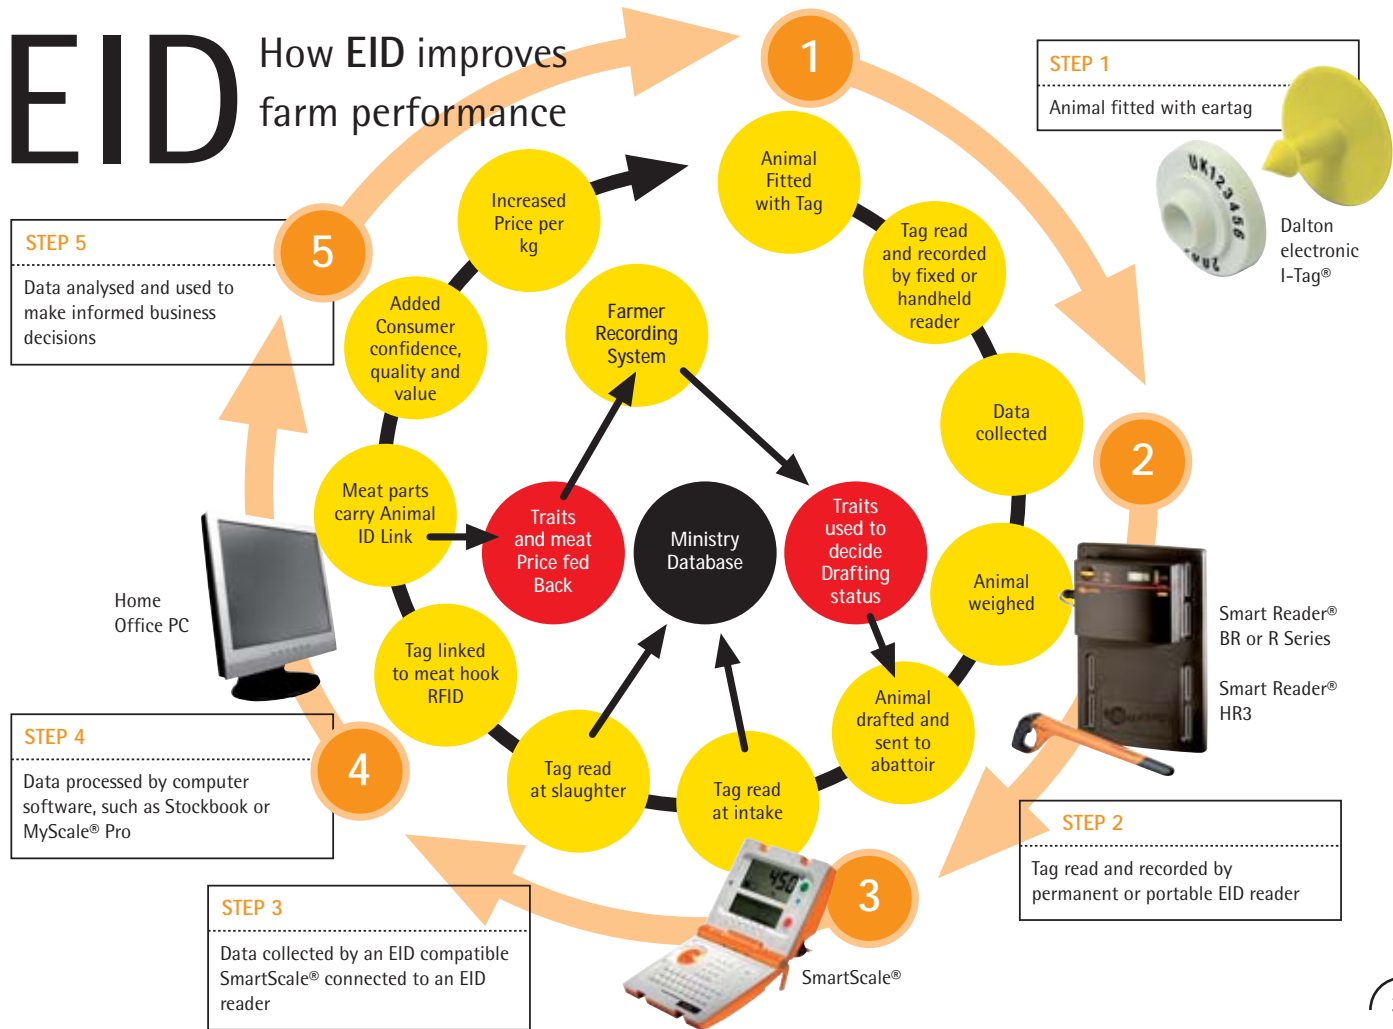 EID
How EID improves
farm performance
1
STEP 1
Animal fitted with eartag
UK123456
Dalton
electronic
I-Tag®
Animal
Fitted
with Tag
Tag read
and recorded
by fixed or
handheld
reader
Data
collected
2
Animal
weighed
Smart Reader®
BR or R Series
Smart Reader®
HR3
STEP 2
Tag read and recorded by
permanent or portable EID reader
Animal
drafted and
sent to
abattoir
Tag read
at intake
3
450
SmartScale®
STEP 3
Data collected by an EID compatible
SmartScale® connected to an EID
reader
Tag read
at slaughter
Tag linked
to meat hook
RFID
4
STEP 4
Data processed by computer
software, such as Stockbook or
MyScale® Pro
Home
Office PC
Meat parts
carry Animal
ID Link
Added
Consumer
confidence,
quality and
value
Increased
Price per
kg
5
STEP 5
Data analysed and used to
make informed business
decisions
Farmer
Recording
System
Traits
and meat
Price fed
Back
Ministry
Database
Traits
used to
decide
Drafting
status